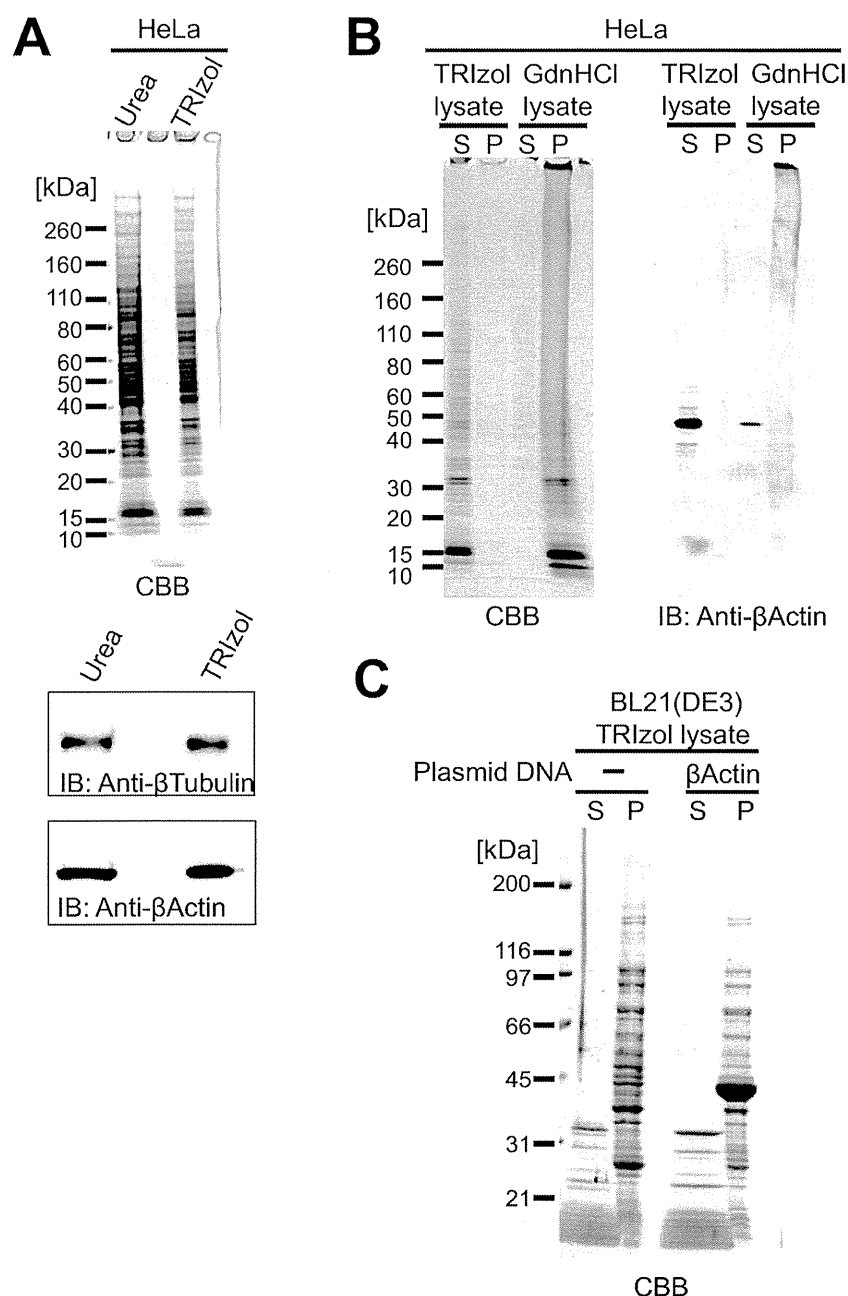 A
HeLa
Urea
TRIzol
[kDa]
260
160
110
80
60
50
40
30
20
15
10
CBB
Urea
TRIzol
IB: Anti-βTubulin
IB: Anti-βActin
B
HeLa
TRIzol GdnHCl
lysate lysate
S P S P
[kDa]
260
160
110
80
60
50
40
30
20
15
10
CBB
TRIzol GdnHCl
lysate lysate
S P S P
IB: Anti-βActin
C
BL21(DE3)
TRIzol lysate
Plasmid DNA – βActin
S P S P
[kDa]
200
116
97
66
45
31
21
CBB